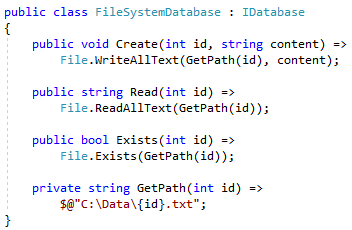 public class FileSystemDatabase : IDatabase
{
    public void Create(int id, string content) =>
        File.WriteAllText(GetPath(id), content);

    public string Read(int id) =>
        File.ReadAllText(GetPath(id));

    public bool Exists(int id) =>
        File.Exists(GetPath(id));

    private string GetPath(int id) =>
        $@"C:\Data\{id}.txt";
}